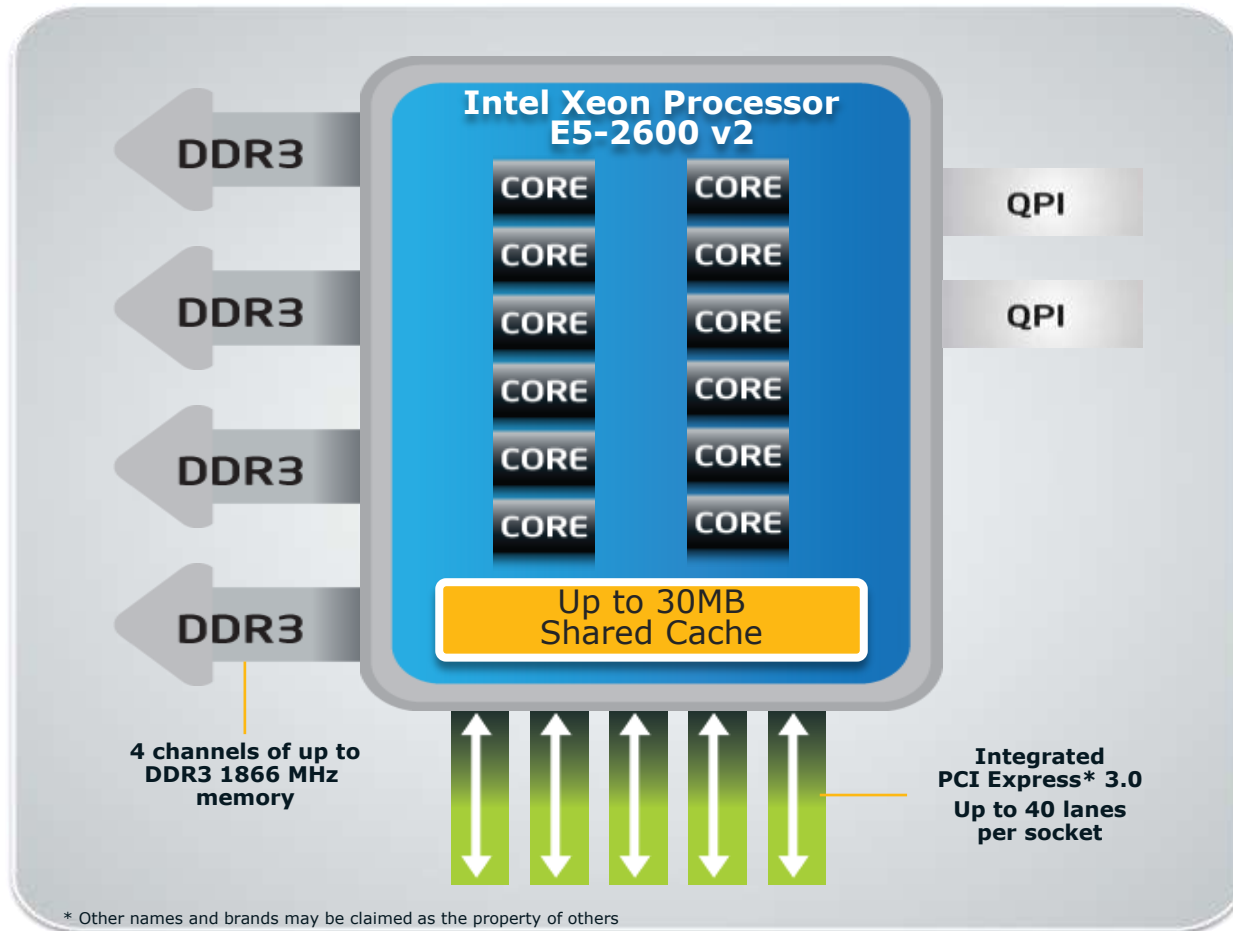 Intel Xeon Processor
E5-2600 v2
DDR3
DDR3
DDR3
DDR3
CORE
CORE
CORE
CORE
CORE
CORE
CORE
CORE
CORE
CORE
CORE
CORE
QPI
QPI
Up to 30MB
Shared Cache
4 channels of up to
DDR3 1866 MHz
memory
Integrated
PCI Express* 3.0
Up to 40 lanes
per socket
* Other names and brands may be claimed as the property of others